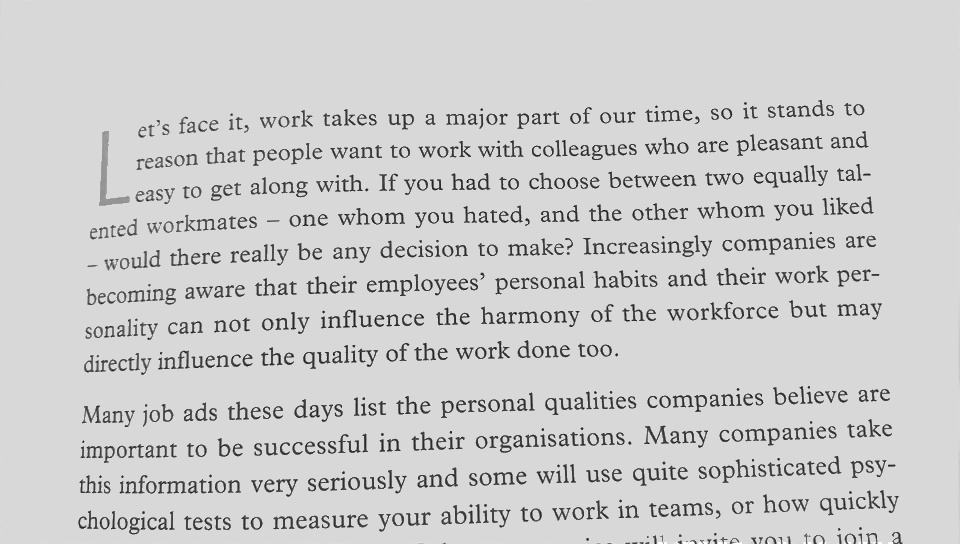 Let's face it, work takes up a major part of our time, so it stands to
reason that people want to work with colleagues who are pleasant and
easy to get along with. If you had to choose between two equally tal-
ented workmates – one whom you hated, and the other whom you liked
– would there really be any decision to make? Increasingly companies are
becoming aware that their employees' personal habits and their work per-
sonality can not only influence the harmony of the workforce but may
directly influence the quality of the work done too.
Many job ads these days list the personal qualities companies believe are
important to be successful in their organisations. Many companies take
this information very seriously and some will use quite sophisticated psy-
chological tests to measure your ability to work in teams, or how quickly
will invite you to join a